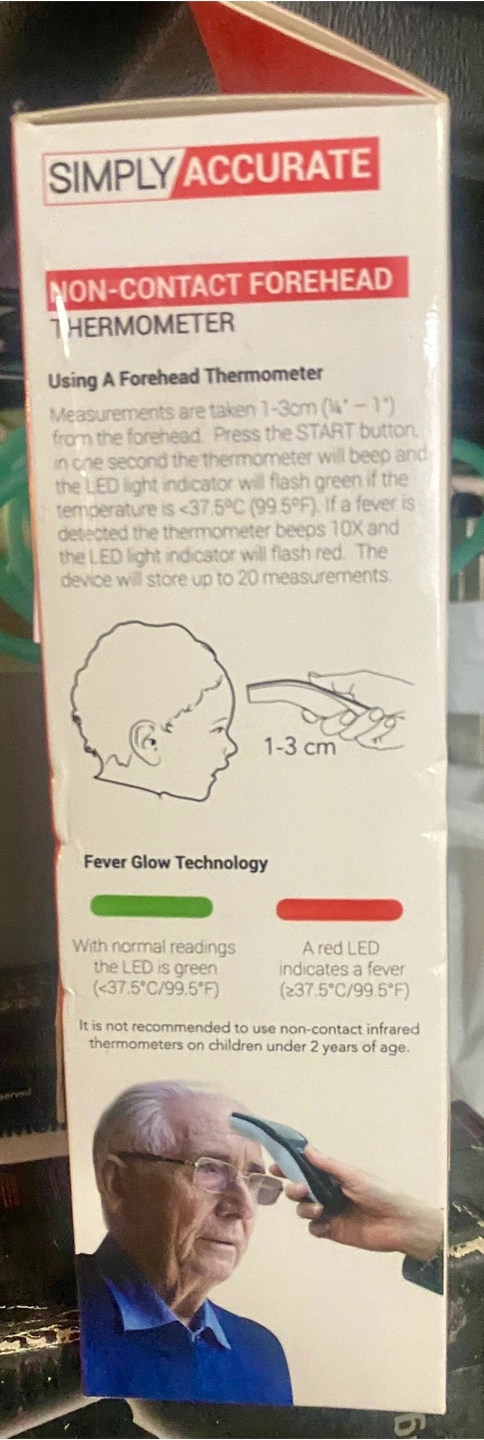 SIMPLY ACCURATE
NON-CONTACT FOREHEAD
THERMOMETER
Using A Forehead Thermometer
Measurements are taken 1-3cm (¼" – 1")
from the forehead. Press the START button,
in one second the thermometer will beep and
the LED light indicator will flash green if the
temperature is <37.5ºC (99.5ºF). If a fever is
detected the thermometer beeps 10X and
the LED light indicator will flash red. The
device will store up to 20 measurements.
1-3 cm
Fever Glow Technology
With normal readings
the LED is green
(<37.5°C/99.5°F)
A red LED
indicates a fever
(≥37.5°C/99.5°F)
It is not recommended to use non-contact infrared
thermometers on children under 2 years of age.